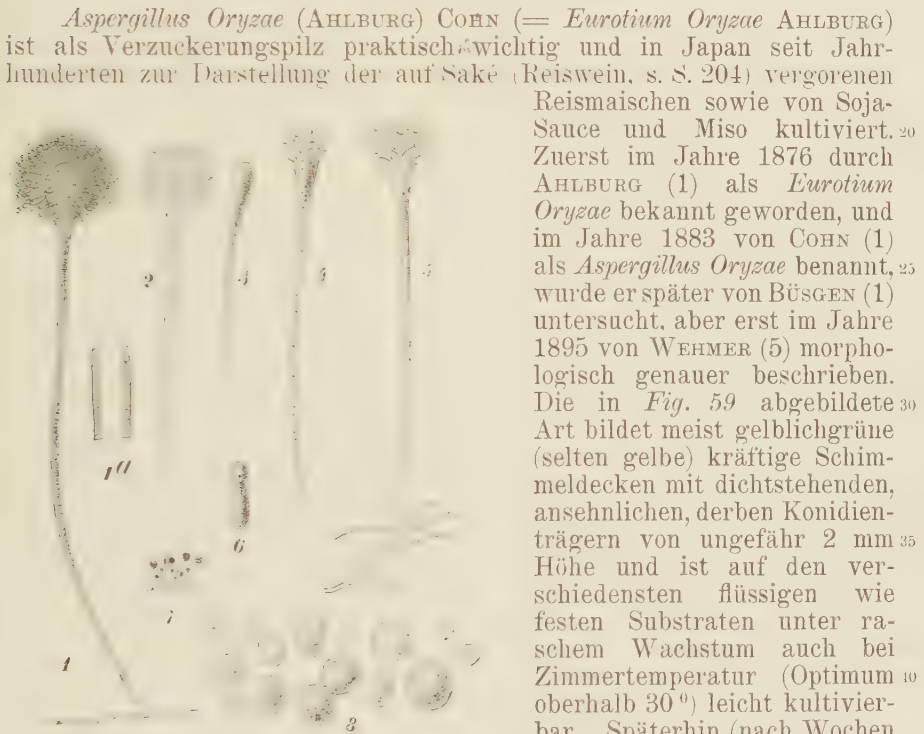 Aspergillus Oryzae (AHLBURG) COHN (= Eurotium Oryzae AHLBURG)
ist als Verzuckerungspilz praktisch wichtig und in Japan seit Jahr-
hunderten zur Darstellung der auf Saké (Reiswein, s. S. 204) vergorenen
Reismaischen sowie von Soja-
Sauce und Miso kultiviert. 20
Zuerst im Jahre 1876 durch
AHLBURG (1) als Eurotium
Oryzae bekannt geworden, und
im Jahre 1883 von COHN (1)
als Aspergillus Oryzae benannt, 25
wurde er später von BÜSGEN (1)
untersucht, aber erst im Jahre
1895 von WEHMER (5) morpho-
logisch genauer beschrieben.
Die in Fig. 59 abgebildete 30
Art bildet meist gelblichgrüne
(selten gelbe) kräftige Schim-
meldecken mit dichtstehenden,
ansehnlichen, derben Konidien-
trägern von ungefähr 2 mm 35
Höhe und ist auf den ver-
schiedensten flüssigen wie
festen Substraten unter ra-
schem Wachstum auch bei
Zimmertemperatur (Optimum 40
oberhalb 30°) leicht kultivier-
bar. Späterhin (nach Wochen
2
3
4
5
1a
6
7
1
8